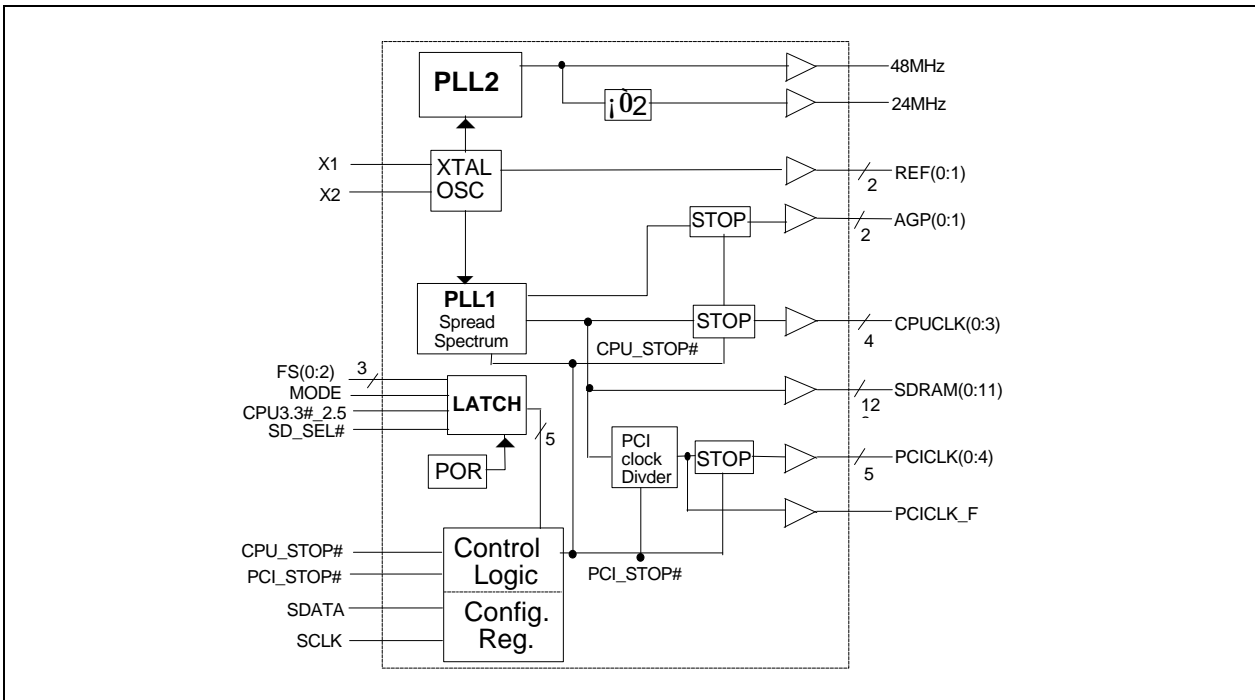 PLL2
48MHz
¡Ò2
24MHz
X1
X2
XTAL
OSC
2
REF(0:1)
STOP
2
AGP(0:1)
PLL1
Spread
Spectrum
STOP
4
CPUCLK(0:3)
CPU_STOP#
FS(0:2)
3
MODE
CPU3.3#_2.5
SD_SEL#
LATCH
5
POR
12
SDRAM(0:11)
PCI
clock
Divder
STOP
5
PCICLK(0:4)
PCICLK_F
CPU_STOP#
PCI_STOP#
SDATA
SCLK
Control
Logic
Config.
Reg.
PCI_STOP#